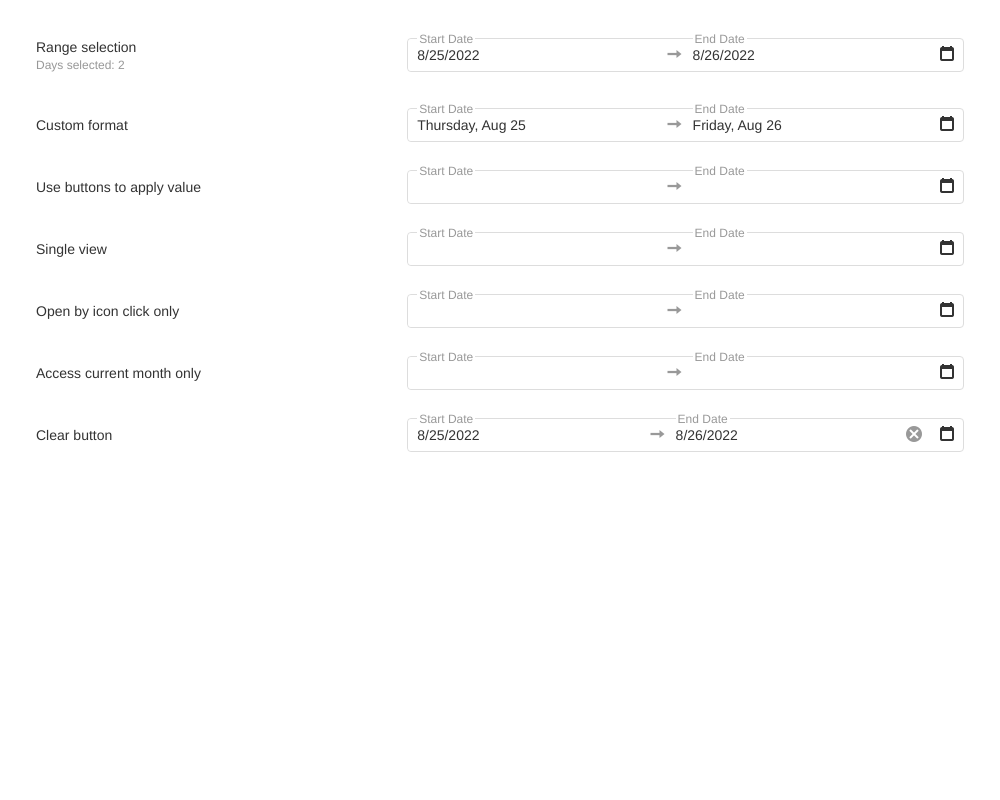 Range selection
Days selected: 2
Start Date
8/25/2022
End Date
8/26/2022
Custom format
Start Date
Thursday, Aug 25
End Date
Friday, Aug 26
Use buttons to apply value
Start Date
End Date
Single view
Start Date
End Date
Open by icon click only
Start Date
End Date
Access current month only
Start Date
End Date
Clear button
Start Date
8/25/2022
End Date
8/26/2022